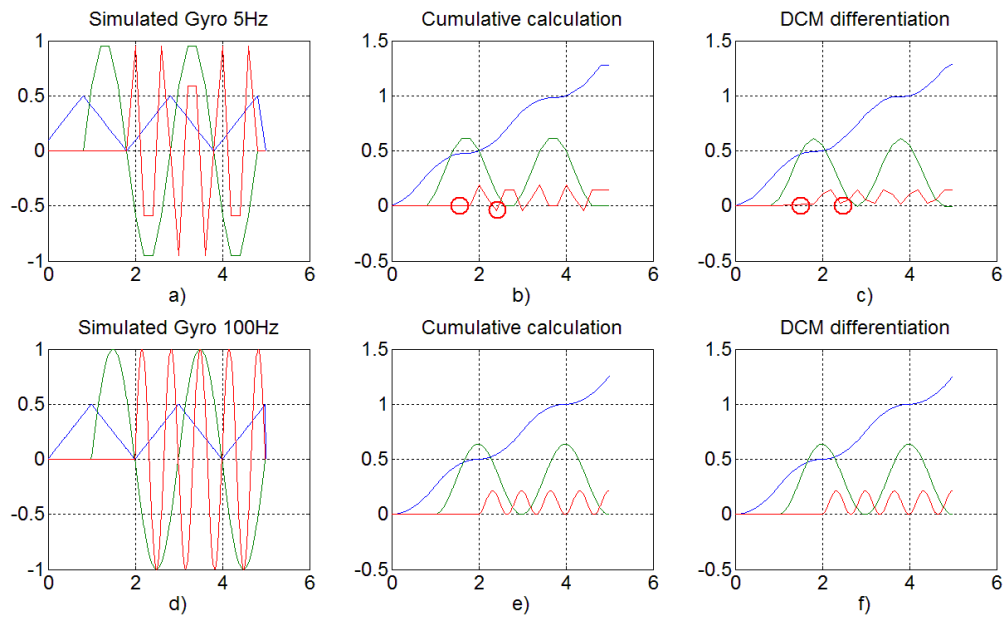 Simulated Gyro 5Hz
1
0.5
0
-0.5
-1
0 2 4 6
a)
Cumulative calculation
1.5
1
0.5
0
-0.5
0 2 4 6
b)
DCM differentiation
1.5
1
0.5
0
-0.5
0 2 4 6
c)
Simulated Gyro 100Hz
1
0.5
0
-0.5
-1
0 2 4 6
d)
Cumulative calculation
1.5
1
0.5
0
-0.5
0 2 4 6
e)
DCM differentiation
1.5
1
0.5
0
-0.5
0 2 4 6
f)